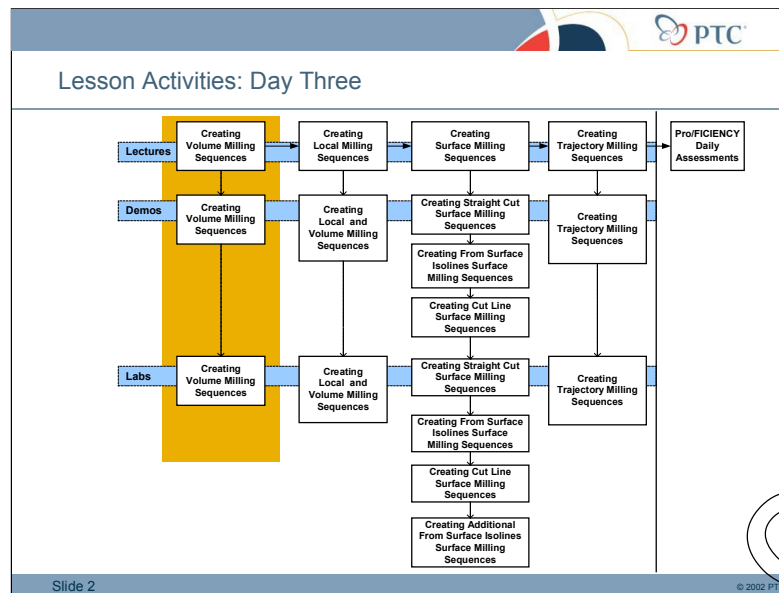 PTC
Lesson Activities: Day Three
Lectures
Creating
Volume Milling
Sequences
Creating
Local Milling
Sequences
Creating
Surface Milling
Sequences
Creating
Trajectory Milling
Sequences
Pro/FICIENCY
Daily
Assessments
Demos
Creating
Volume Milling
Sequences
Creating
Local and
Volume Milling
Sequences
Creating Straight Cut
Surface Milling
Sequences
Creating From Surface
Isolines Surface
Milling Sequences
Creating Cut Line
Surface Milling
Sequences
Creating
Trajectory Milling
Sequences
Labs
Creating
Volume Milling
Sequences
Creating
Local and
Volume Milling
Sequences
Creating Straight Cut
Surface Milling
Sequences
Creating From Surface
Isolines Surface
Milling Sequences
Creating Cut Line
Surface Milling
Sequences
Creating Additional
From Surface Isolines
Surface Milling
Sequences
Creating
Trajectory Milling
Sequences
Slide 2
© 2002 PT